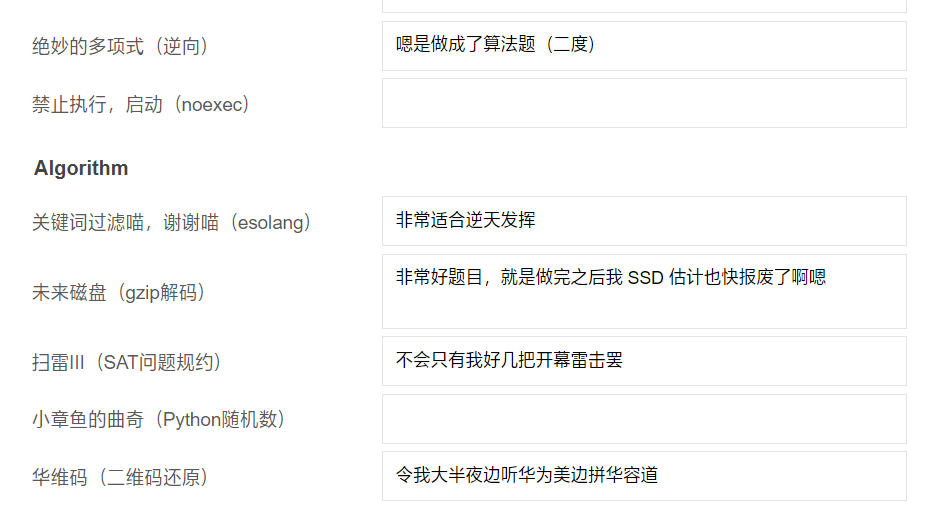 绝妙的多项式（逆向）
嗯是做成了算法题（二度）
禁止执行，启动（noexec）
Algorithm
关键词过滤喵，谢谢喵（esolang）
非常适合逆天发挥
未来磁盘（gzip解码）
非常好题目，就是做完之后我 SSD 估计也快报废了啊嗯
扫雷III（SAT问题规约）
不会只有我好几把开幕雷击罢
小章鱼的曲奇（Python随机数）
华维码（二维码还原）
令我大半夜边听华为美边拼华容道